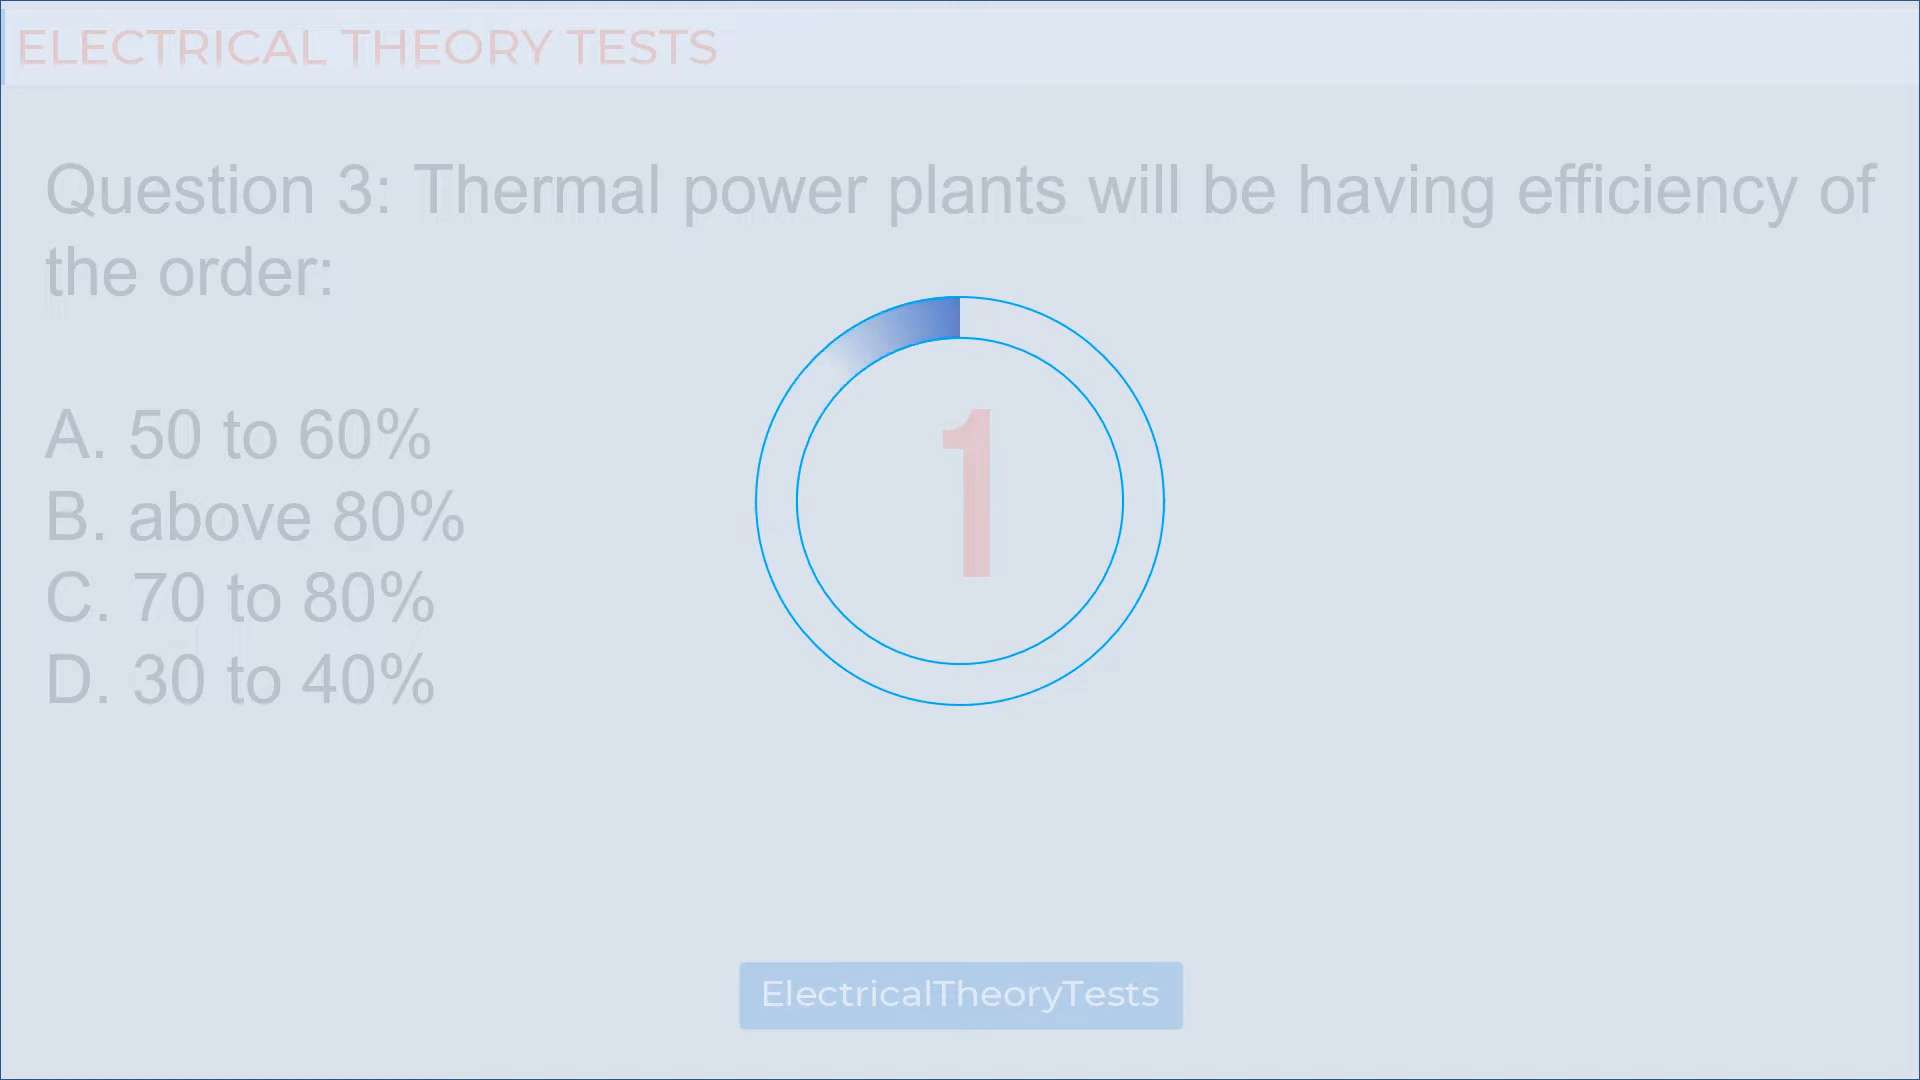 ELECTRICAL THEORY TESTS
Question 3: Thermal power plants will be having efficiency of
the order:
A. 50 to 60%
B. above 80%
C. 70 to 80%
D. 30 to 40%
1
ElectricalTheoryTests